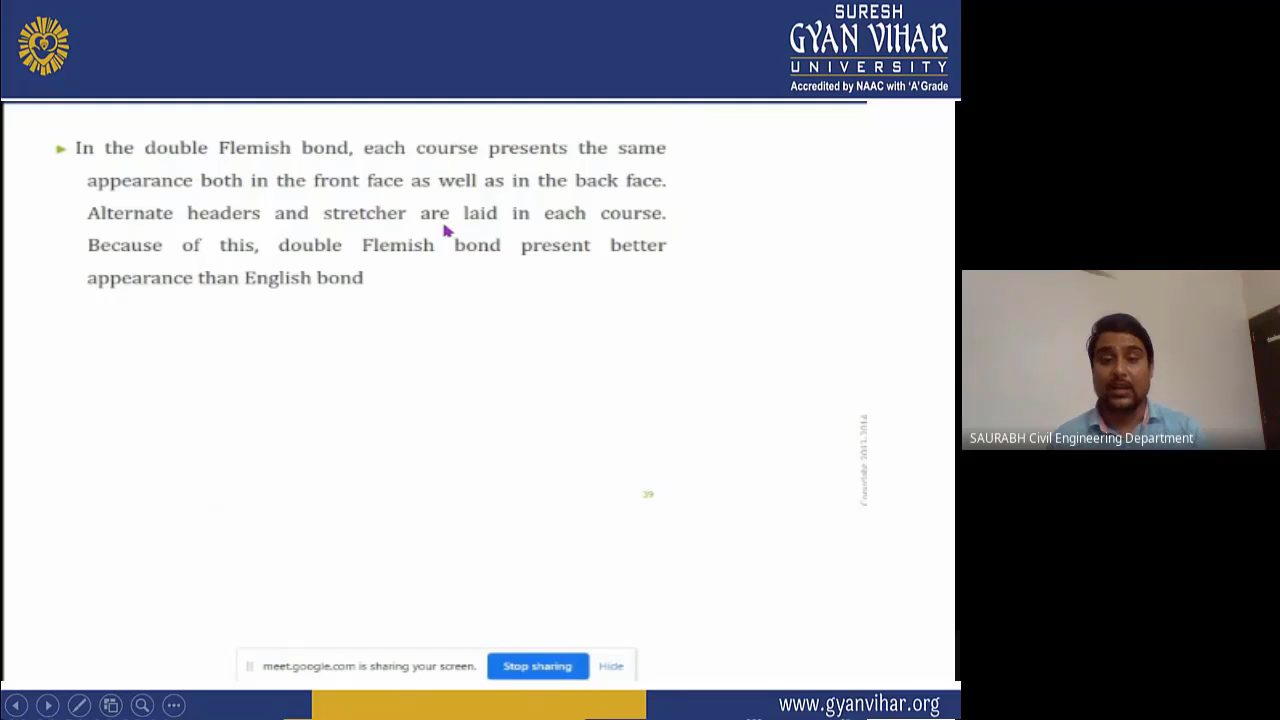 SURESH
GYAN VIHAR
UNIVERSITY
Accredited by NAAC with 'A' Grade
In the double Flemish bond, each course presents the same
appearance both in the front face as well as in the back face.
Alternate headers and stretcher are laid in each course.
Because of this, double Flemish bond present better
appearance than English bond
39
SAURABH Civil Engineering Department
meet.google.com is sharing your screen.
Stop sharing
Hide
www.gyanvihar.org